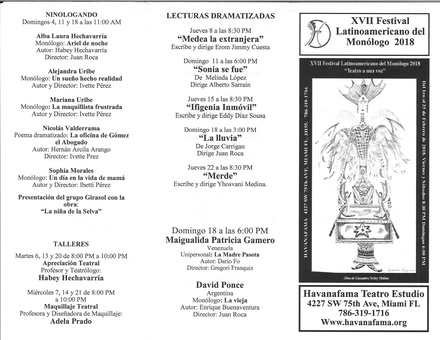 NINOLOGANDO
Domingos 4, 11 y 18 a las 11:00 AM
Alba Laura Hechavarría
Monólogo: Ariel de noche
Autor: Habey Hechavarría
Director: Juan Roca
Alejandra Uribe
Monólogo: Un sueño hecho realidad
Autor y Director: Ivette Pérez
Mariana Uribe
Monólogo: La maquillista frustrada
Autor y Director: Ivette Pérez
Nicolás Valderrama
Poema dramatizado: La oficina de Gómez
el Abogado
Autor: Hernán Arcila Arango
Director: Ivette Prez
Sophia Morales
Monólogo: Un día en la vida de mamá
Autor y Director: Ibetti Pérez
Presentación del grupo Girasol con la
obra:
"La niña de la Selva"
TALLERES
Martes 6, 13 y 20 de 8:00 PM a 10:00 PM
Apreciación Teatral
Profesor y Teatrólogo:
Habey Hechavarría
Miércoles 7, 14 y 21 de 8:00 PM
a 10:00 PM
Maquillaje Teatral
Profesora y Diseñadora de Maquillaje:
Adela Prado
LECTURAS DRAMATIZADAS
Jueves 8 a las 8:30 PM
"Medea la extranjera"
Escribe y dirige Erom Jimmy Cuesta
Domingo 11 a las 6:00 PM
"Sonia se fue"
De Melinda López
Dirige Alberto Sarraín
Jueves 15 a las 8:30 PM
"Ifigenia Inmóvil"
Escribe y dirige Eddy Díaz Sousa
Domingo 18 a las 3:00 PM
"La lluvia"
De Jorge Carrigan
Dirige Juan Roca
Jueves 22 a las 8:30 PM
"Merde"
Escribe y dirige Yhosvani Medina.
Domingo 18 a las 6:00 PM
Maigualida Patricia Gamero
Venezuela
Unipersonal: La Madre Pasota
Autor: Darío Fo
Director: Gregori Franquiz
David Ponce
Argentina
Monólogo: La vieja
Autor: Enrique Buenaventura
Director: Juan Roca
XVII Festival
Latinoamericano del
Monólogo 2018
XVII Festival Latinoamericano del Monólogo 2018
"Teatro a una voz"
HAVANAFAMA 4227 SW 75th AVE, MIAMI FL, 33155 786-319-1716
Del 1ro al 25 de Febrero de 2018, Viernes y Sábados 8:30 PM Domingos 6:00 PM
Havanafama Teatro Estudio
4227 SW 75th Ave, Miami FL
786-319-1716
Www.havanafama.org